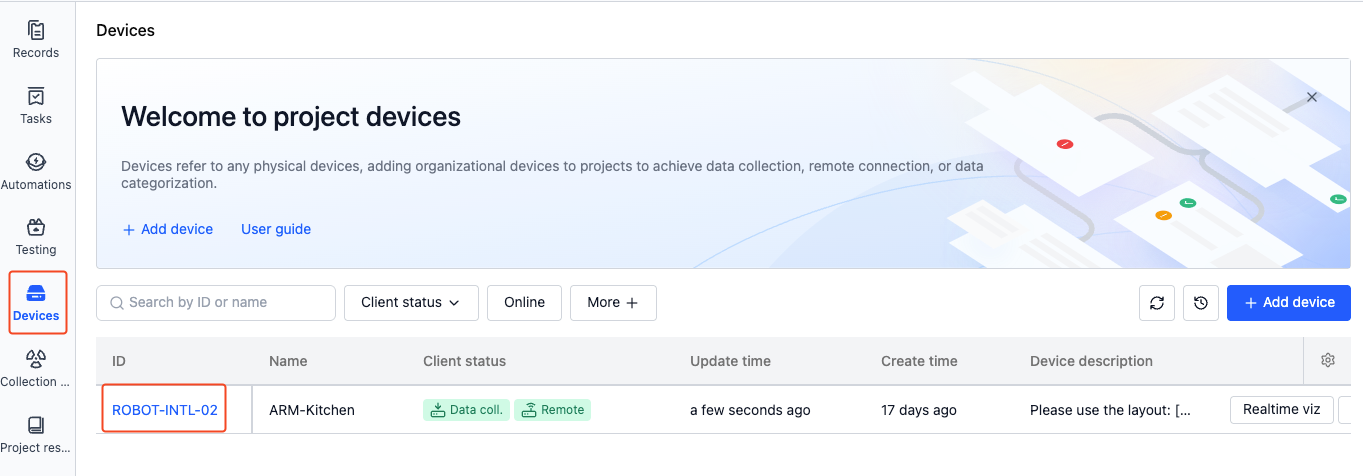 Records
Tasks
Automations
Testing
Devices
Collection ...
Project res...
Devices
Welcome to project devices
Devices refer to any physical devices, adding organizational devices to projects to achieve data collection, remote connection, or data
categorization.
+ Add device User guide
Search by ID or name Client status Online More + + Add device
ID Name Client status Update time Create time Device description
ROBOT-INTL-02 ARM-Kitchen Data coll. Remote a few seconds ago 17 days ago Please use the layout: [... Realtime viz